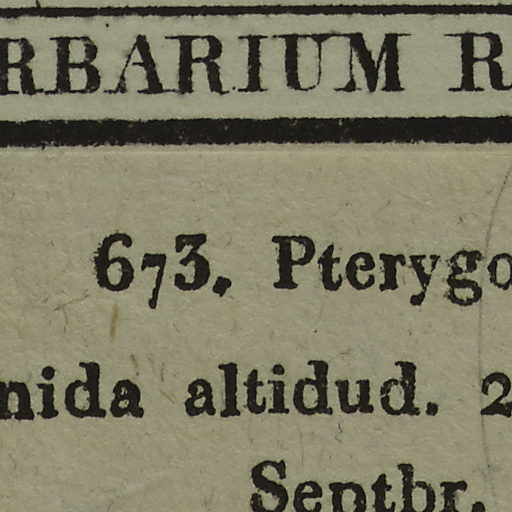 RBARIUM R
673. Pterygo
nida altidud. 2
Septbr.